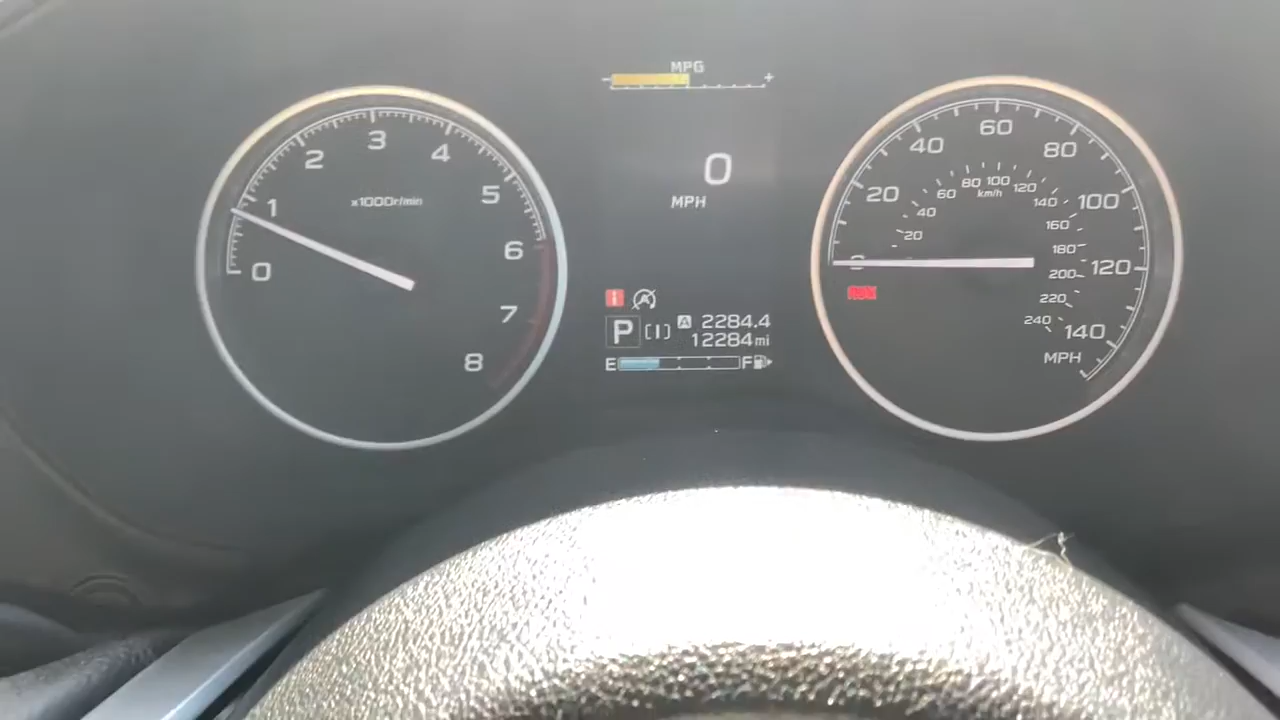 MPG
- +
0
MPH
i A
P [ I ] A 2284.4
12284 mi
E F
0 1 2 3 4 5 6 7 8
x1000r/min
20 40 60 80 100 120 140
MPH
20 40 60 80 100 120 140 160 180 200 220 240
km/h